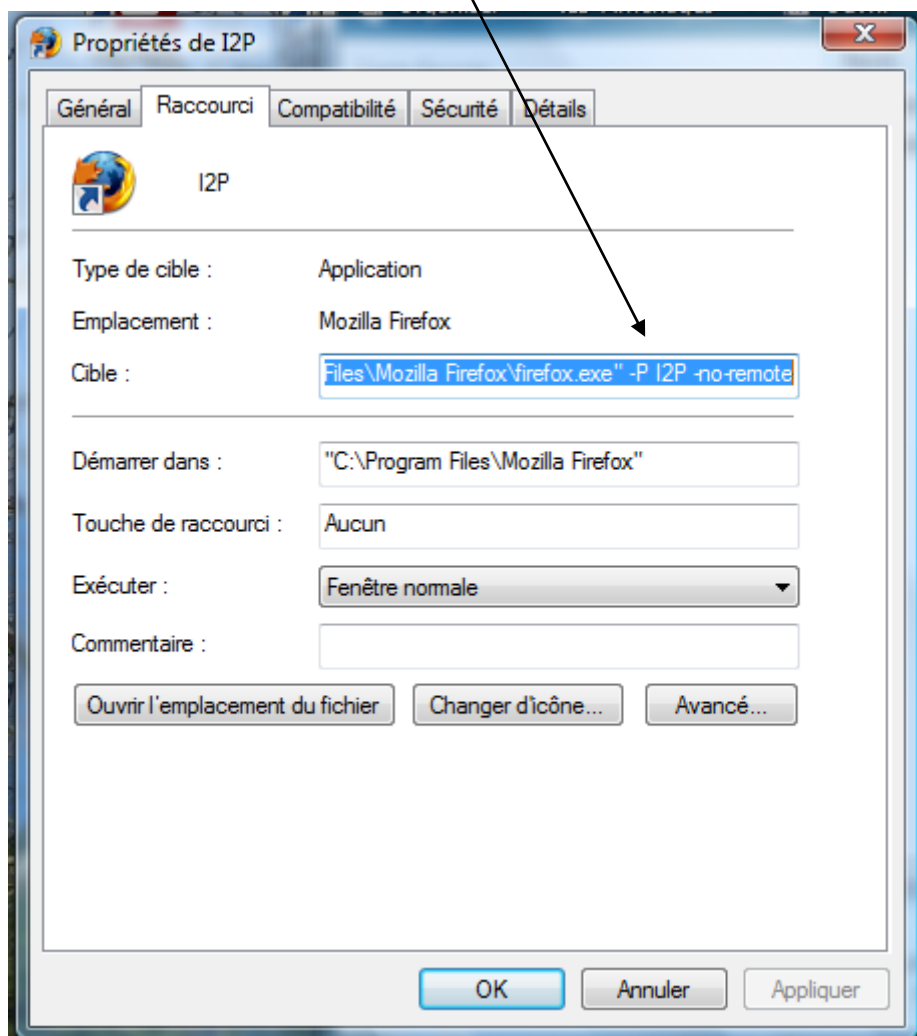 Propriétés de I2P
Général Raccourci Compatibilité Sécurité Détails
I2P
Type de cible : Application
Emplacement : Mozilla Firefox
Cible : Files\Mozilla Firefox\firefox.exe" -P I2P -no-remote
Démarrer dans : "C:\Program Files\Mozilla Firefox"
Touche de raccourci : Aucun
Exécuter : Fenêtre normale
Commentaire :
Ouvrir l'emplacement du fichier Changer d'icône... Avancé...
OK Annuler Appliquer